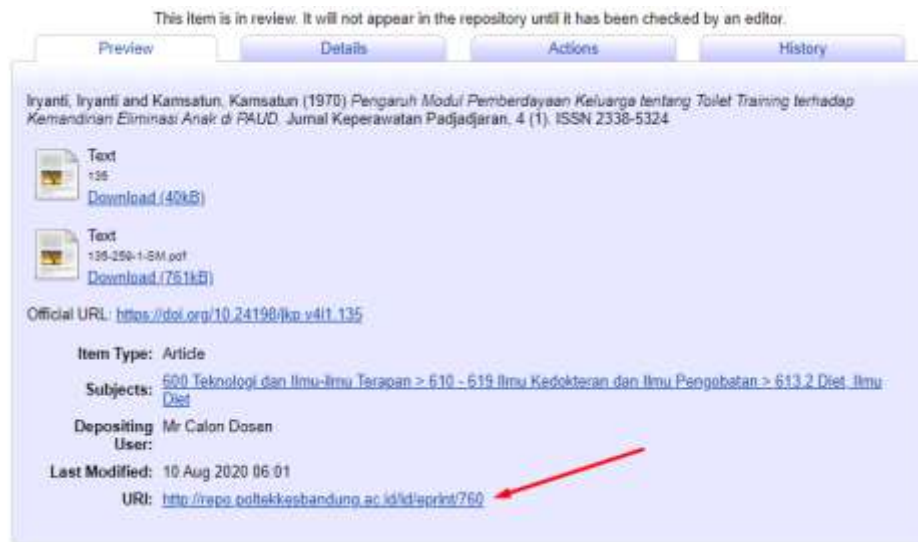 This item is in review. It will not appear in the repository until it has been checked by an editor.
Preview
Details
Actions
History
Iryanti, Iryanti and Kamsatun, Kamsatun (1970) Pengaruh Modul Pemberdayaan Keluarga tentang Toilet Training terhadap
Kemandirian Eliminasi Anak di PAUD. Jurnal Keperawatan Padjadjaran, 4 (1). ISSN 2338-5324
Text
135
Download (40kB)
Text
135-259-1-SM.pdf
Download (761kB)
Official URL: https://doi.org/10.24198/jkp.v4i1.135
Item Type: Article
Subjects: 600 Teknologi dan Ilmu-Ilmu Terapan > 610 - 619 Ilmu Kedokteran dan Ilmu Pengobatan > 613.2 Diet, Ilmu
Diet
Depositing Mr Calon Dosen
User:
Last Modified: 10 Aug 2020 06:01
URI: http://repo.poltekkesbandung.ac.id/id/eprint/760